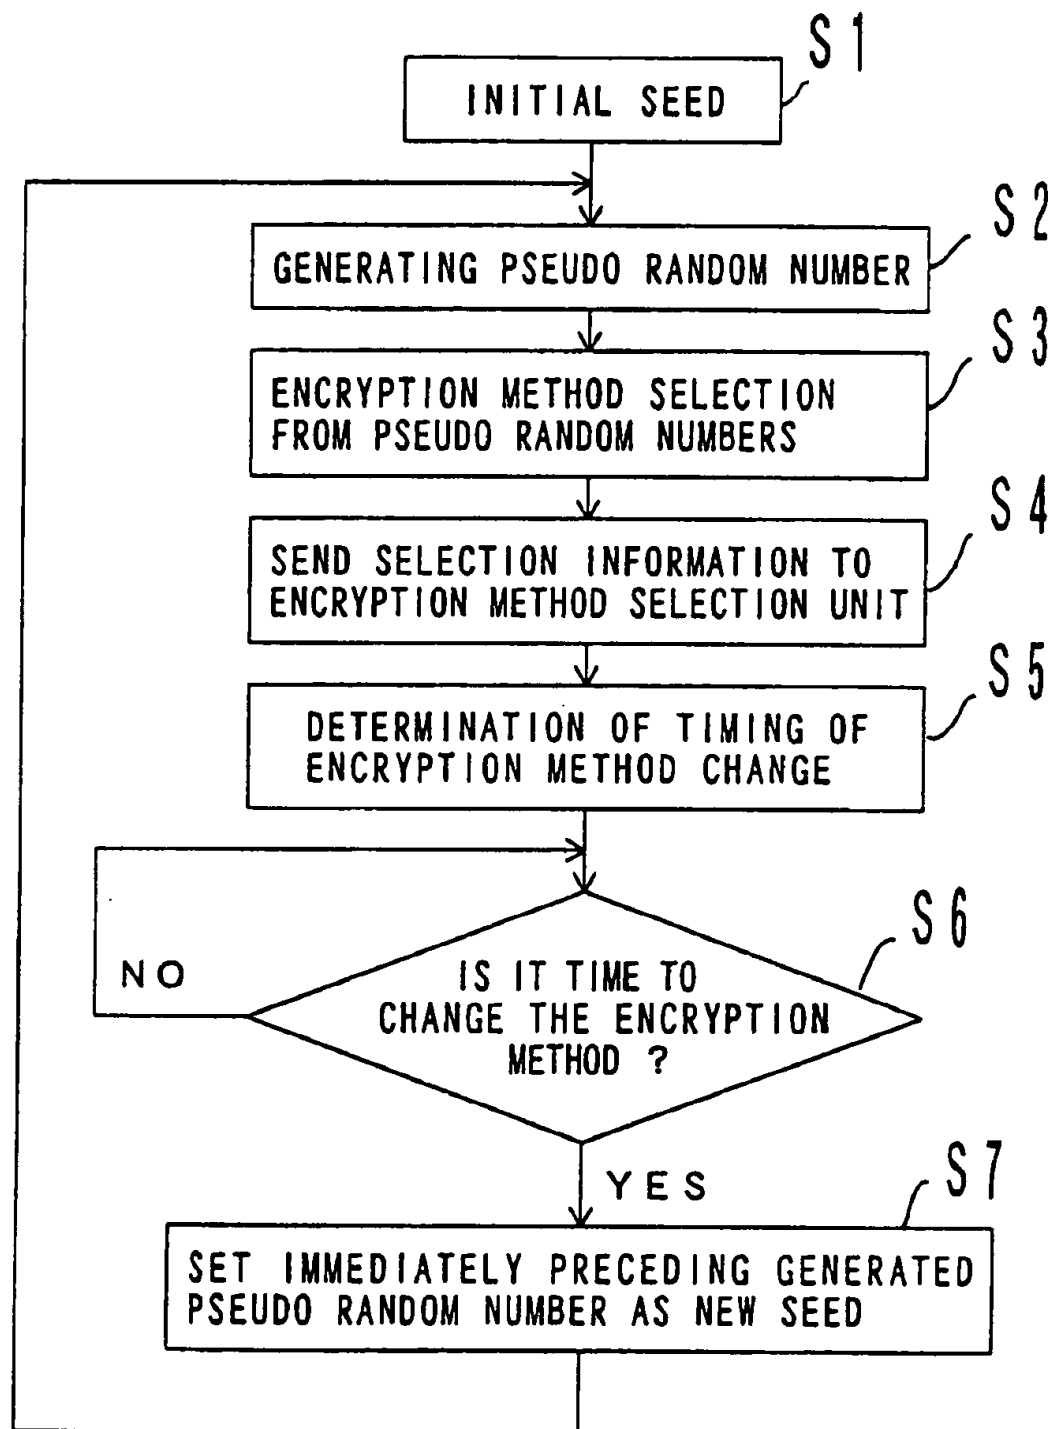 S1
INITIAL SEED
S2
GENERATING PSEUDO RANDOM NUMBER
S3
ENCRYPTION METHOD SELECTION
FROM PSEUDO RANDOM NUMBERS
S4
SEND SELECTION INFORMATION TO
ENCRYPTION METHOD SELECTION UNIT
S5
DETERMINATION OF TIMING OF
ENCRYPTION METHOD CHANGE
S6
NO
IS IT TIME TO
CHANGE THE ENCRYPTION
METHOD ?
YES
S7
SET IMMEDIATELY PRECEDING GENERATED
PSEUDO RANDOM NUMBER AS NEW SEED